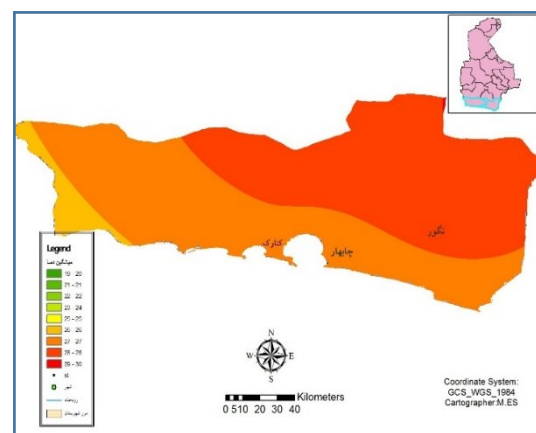 نگور
کنارک
چابهار
Legend
میانگین دما
19 - 20
21 - 21
22 - 22
23 - 24
25 - 25
26 - 26
27 - 27
28 - 28
29 - 30
شهر
رودخانه
مرز شهرستان
N
W E
S
Kilometers
0 5 10 20 30 40
Coordinate System:
GCS_WGS_1984
Cartographer:M.ES